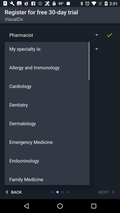 2:51
Register for free 30-day trial
VisualDx
Pharmacist
My specialty is:
Allergy and Immunology
Cardiology
Dentistry
Dermatology
Emergency Medicine
Endocrinology
Family Medicine
BACK
NEXT